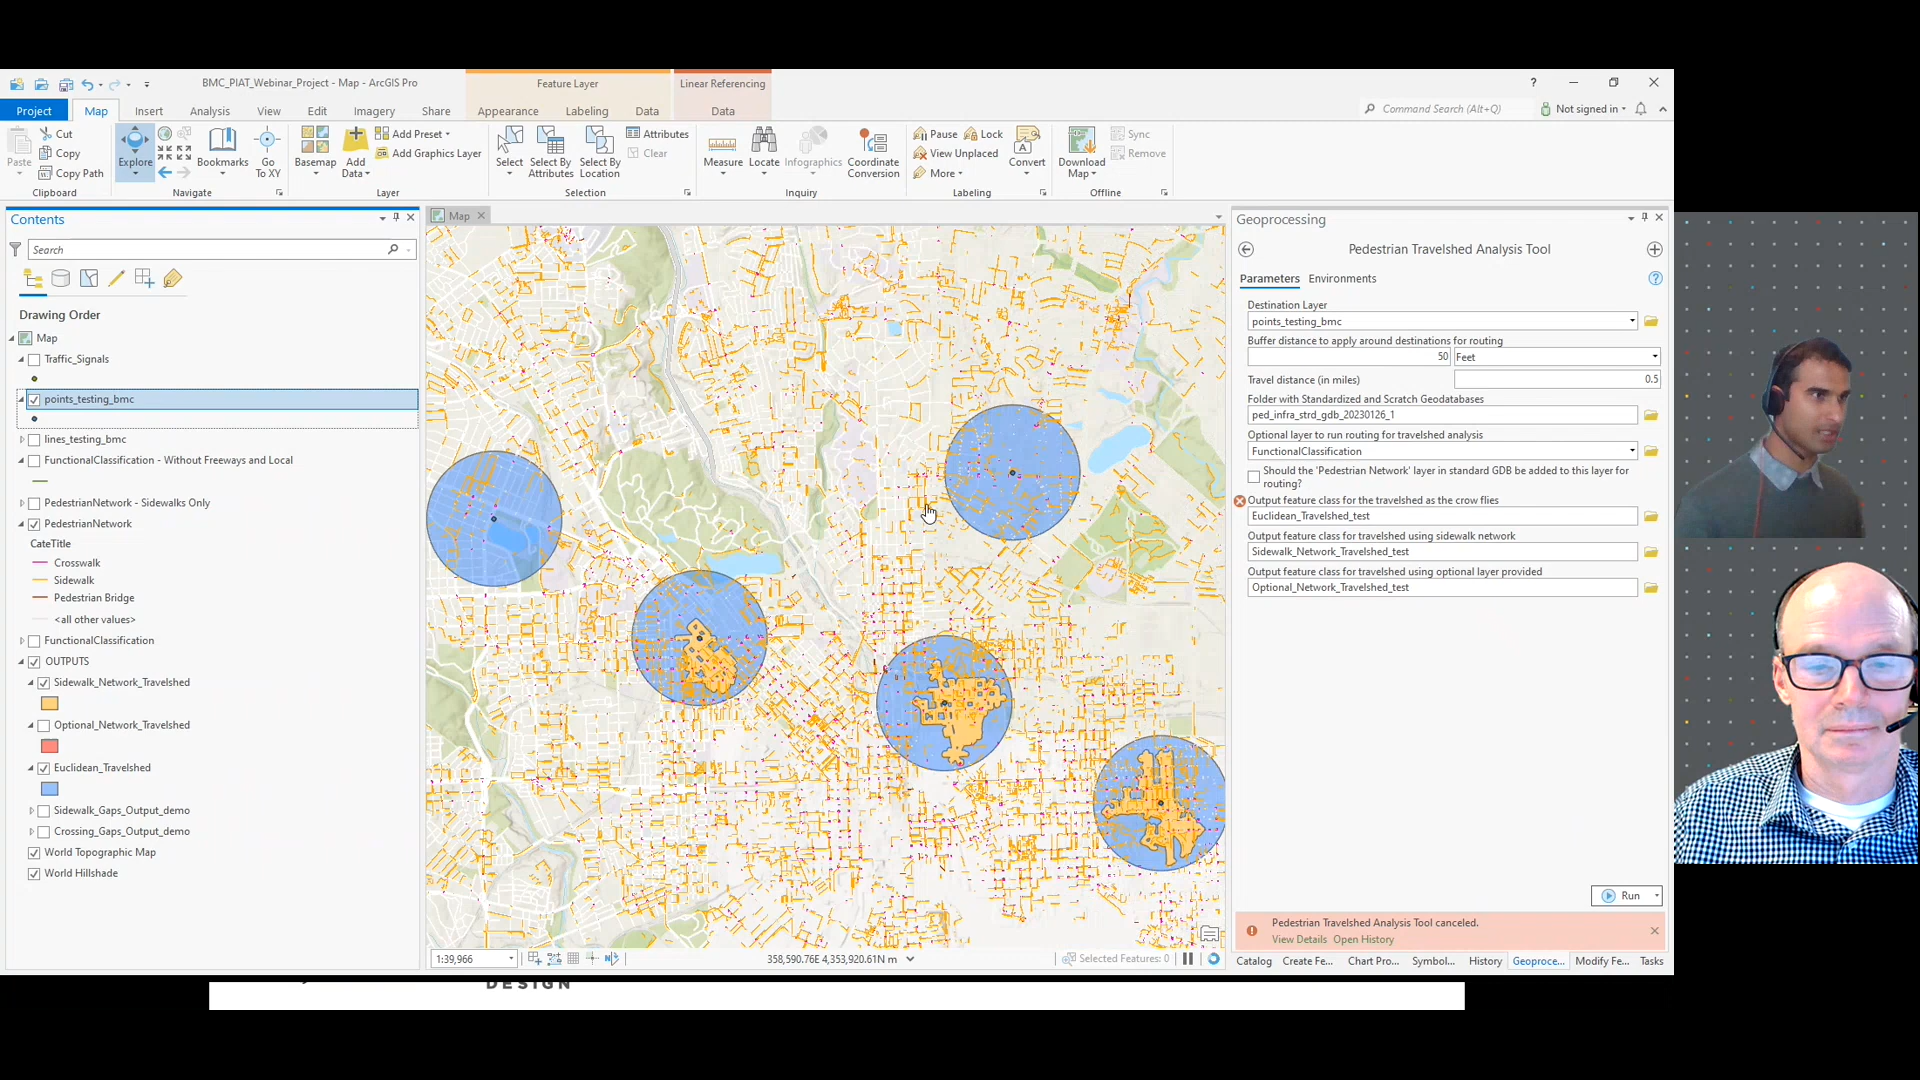 BMC_PIAT_Webinar_Project - Map - ArcGIS Pro
Feature Layer
Linear Referencing
?
Project
Map
Insert
Analysis
View
Edit
Imagery
Share
Appearance
Labeling
Data
Data
Command Search (Alt+Q)
Not signed in
Paste
Cut
Copy
Copy Path
Clipboard
Explore
Bookmarks
Go To XY
Navigate
Basemap
Add Data
Add Preset
Add Graphics Layer
Layer
Select
Select By Attributes
Select By Location
Attributes
Clear
Selection
Measure
Locate
Infographics
Coordinate Conversion
Inquiry
Pause
Lock
View Unplaced
More
Convert
Labeling
Download Map
Sync
Remove
Offline
Contents
Search
Drawing Order
Map
Traffic_Signals
points_testing_bmc
lines_testing_bmc
FunctionalClassification - Without Freeways and Local
PedestrianNetwork - Sidewalks Only
PedestrianNetwork
CateTitle
Crosswalk
Sidewalk
Pedestrian Bridge
<all other values>
FunctionalClassification
OUTPUTS
Sidewalk_Network_Travelshed
Optional_Network_Travelshed
Euclidean_Travelshed
Sidewalk_Gaps_Output_demo
Crossing_Gaps_Output_demo
World Topographic Map
World Hillshade
Map
1:39,966
358,590.76E 4,353,920.61N m
Selected Features: 0
Geoprocessing
Pedestrian Travelshed Analysis Tool
Parameters
Environments
?
Destination Layer
points_testing_bmc
Buffer distance to apply around destinations for routing
50
Feet
Travel distance (in miles)
0.5
Folder with Standardized and Scratch Geodatabases
ped_infra_strd_gdb_20230126_1
Optional layer to run routing for travelshed analysis
FunctionalClassification
Should the 'Pedestrian Network' layer in standard GDB be added to this layer for
routing?
Output feature class for the travelshed as the crow flies
Euclidean_Travelshed_test
Output feature class for travelshed using sidewalk network
Sidewalk_Network_Travelshed_test
Output feature class for travelshed using optional layer provided
Optional_Network_Travelshed_test
Run
Pedestrian Travelshed Analysis Tool canceled.
View Details Open History
Catalog
Create Fe...
Chart Pro...
Symbol...
History
Geoproce...
Modify Fe...
Tasks
DESIGN